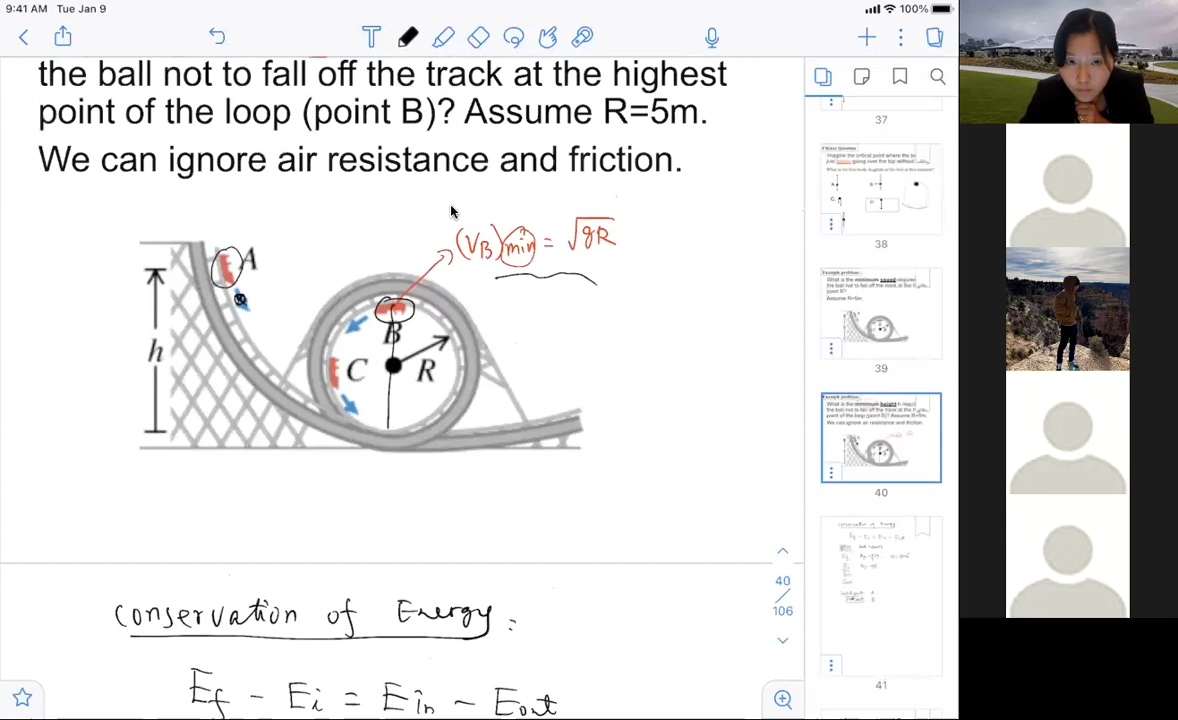 9:41 AM Tue Jan 9
100%
the ball not to fall off the track at the highest
point of the loop (point B)? Assume R=5m.
We can ignore air resistance and friction.
(VB)min = √gR
A
B
C
R
h
40
106
Conservation of Energy :
Ef - Ei = Ein - Eout
37
38
39
40
41